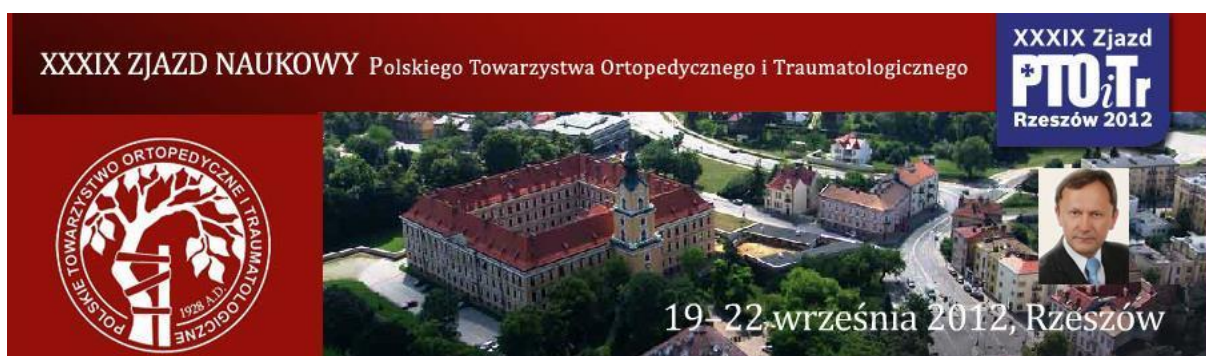 XXXIX ZJAZD NAUKOWY Polskiego Towarzystwa Ortopedycznego i Traumatologicznego
XXXIX Zjazd
PTOiTr
Rzeszów 2012
POLSKIE TOWARZYSTWO ORTOPEDYCZNE I TRAUMATOLOGICZNE
1928 A.D.
19-22 września 2012, Rzeszów